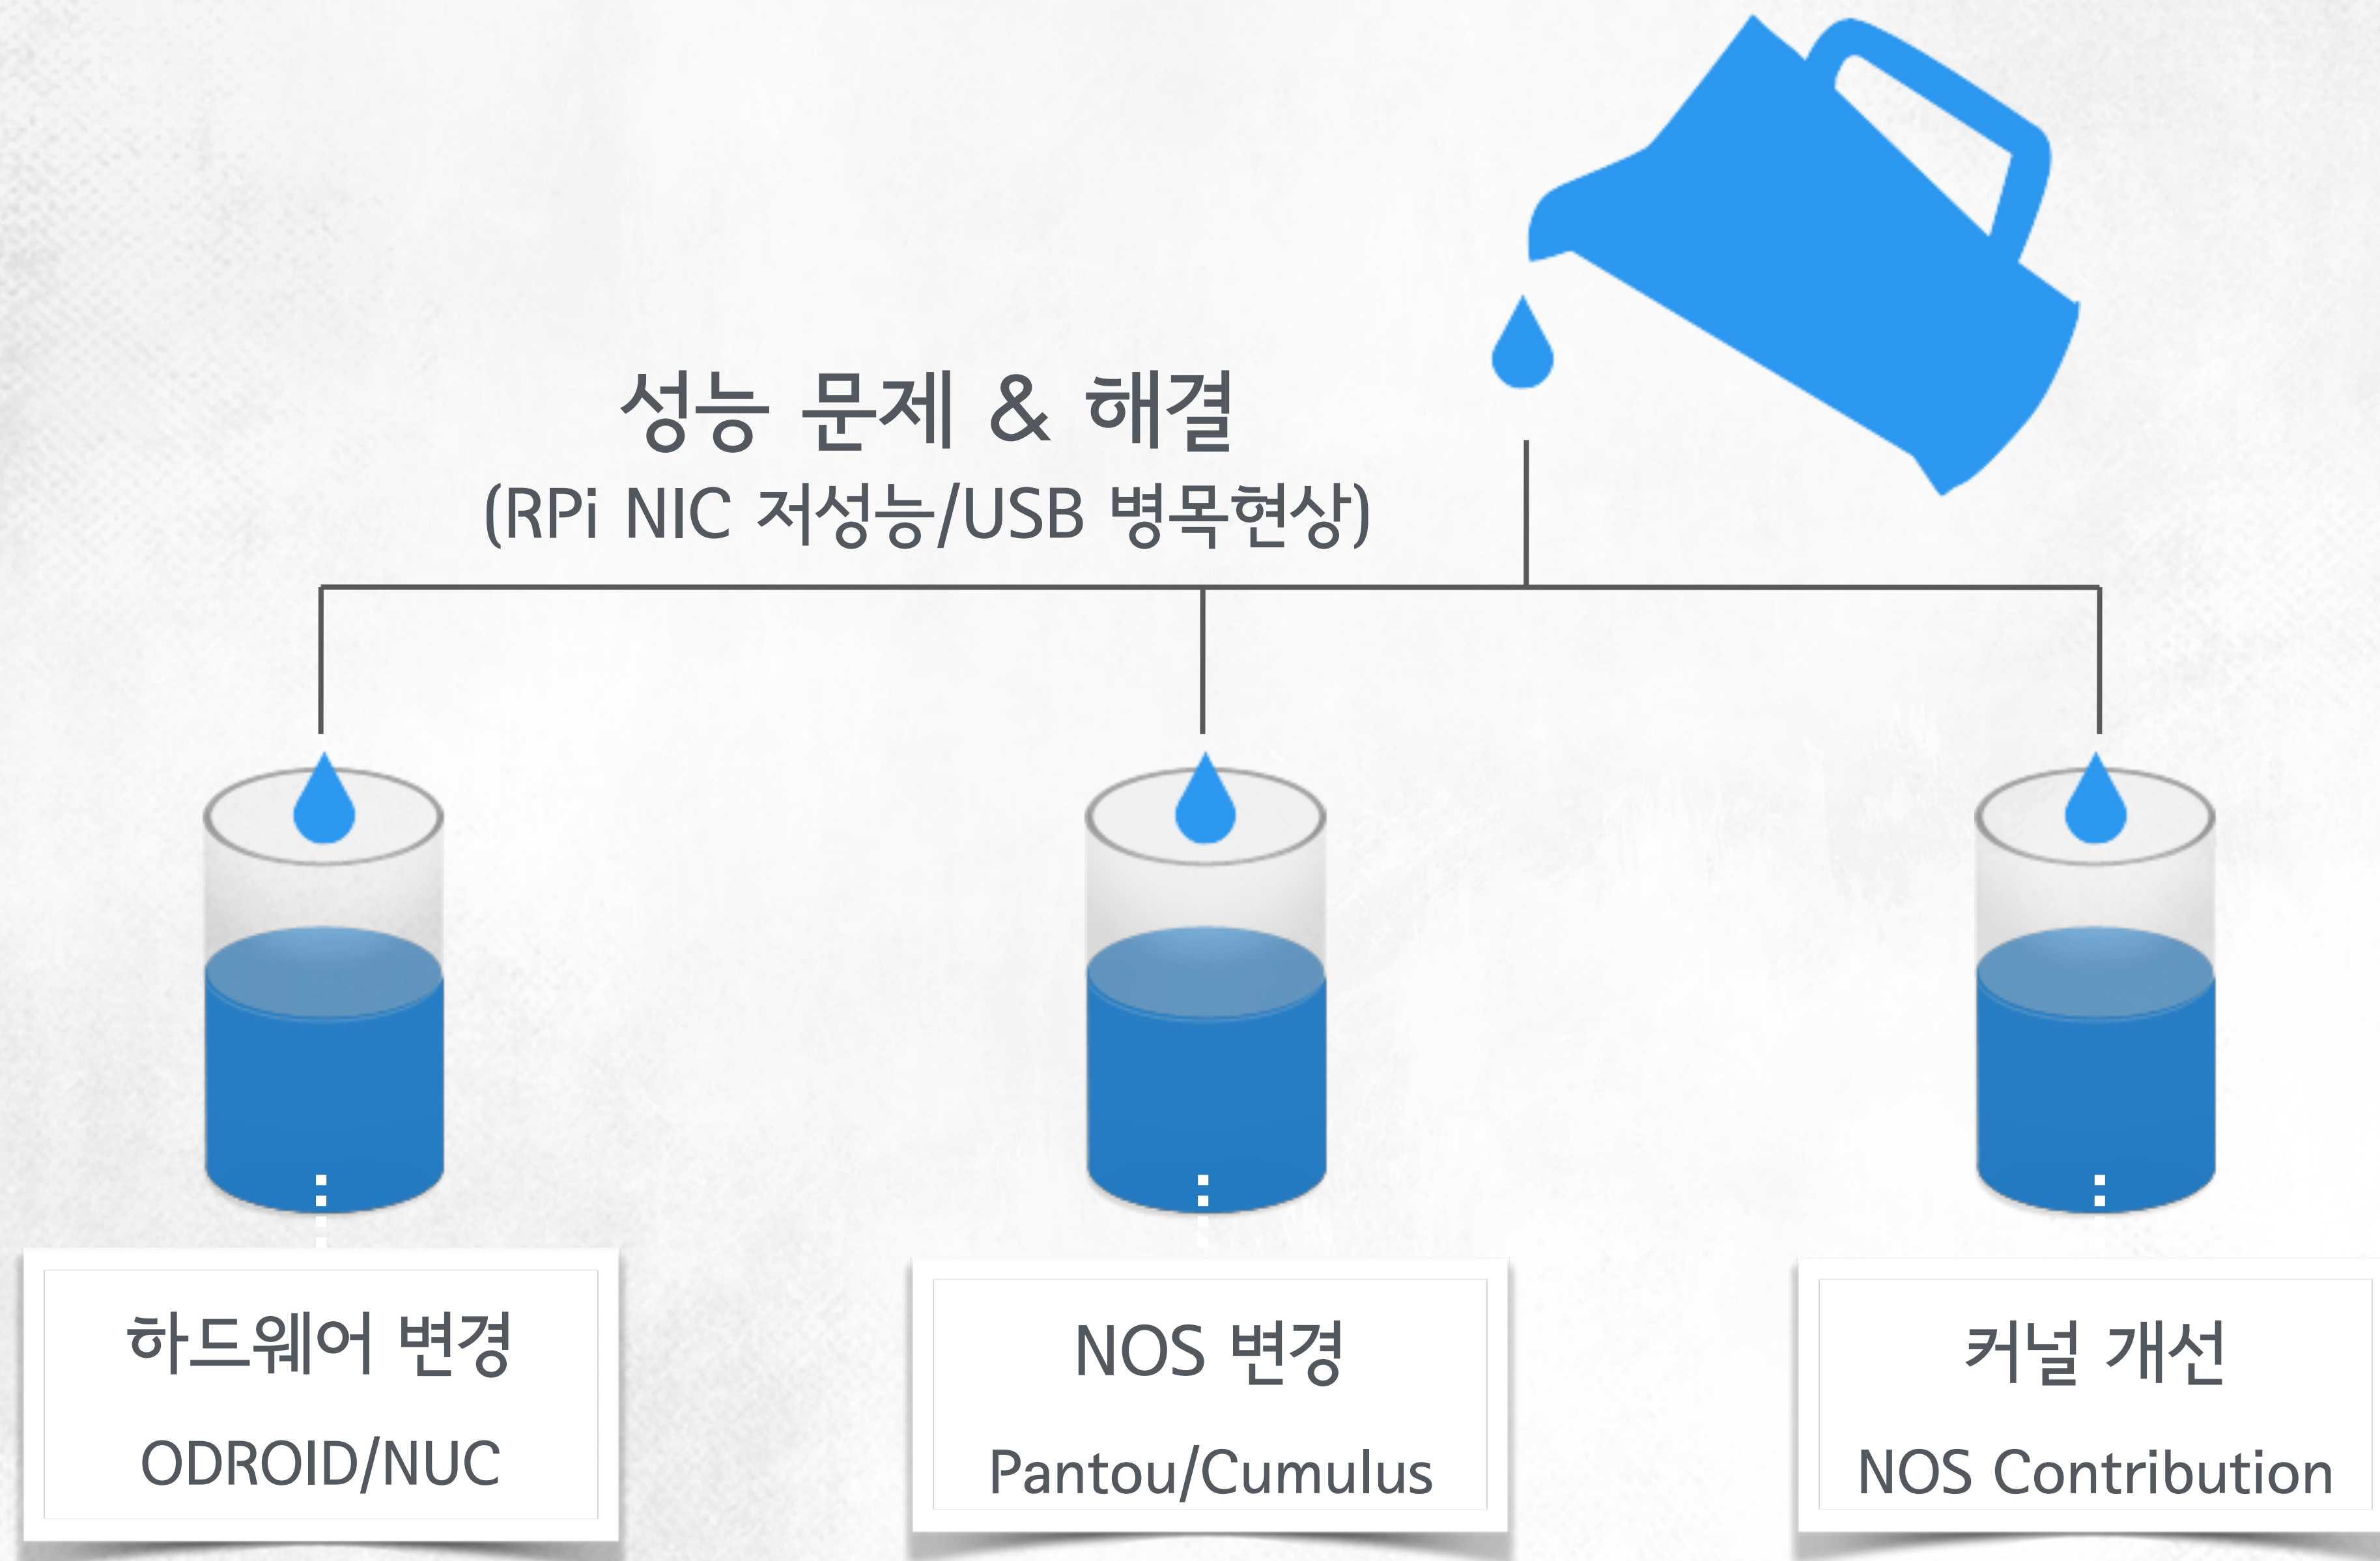 성능 문제 & 해결
(RPi NIC 저성능/USB 병목현상)
하드웨어 변경
ODROID/NUC
NOS 변경
Pantou/Cumulus
커널 개선
NOS Contribution